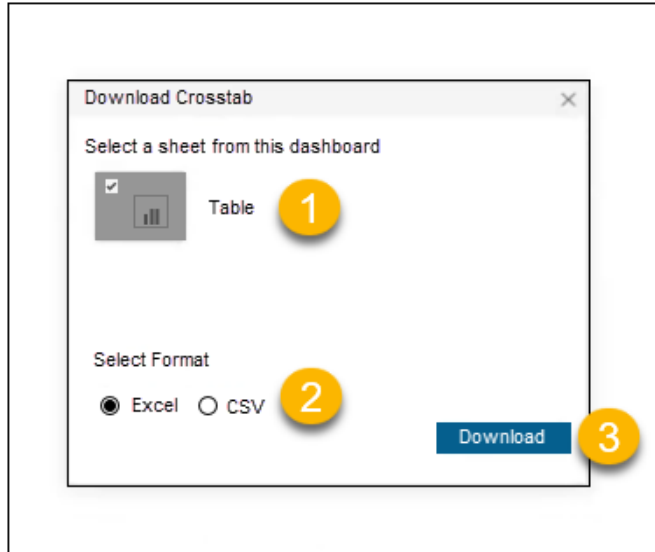 Download Crosstab
Select a sheet from this dashboard
Table 1
Select Format
Excel CSV 2
Download 3